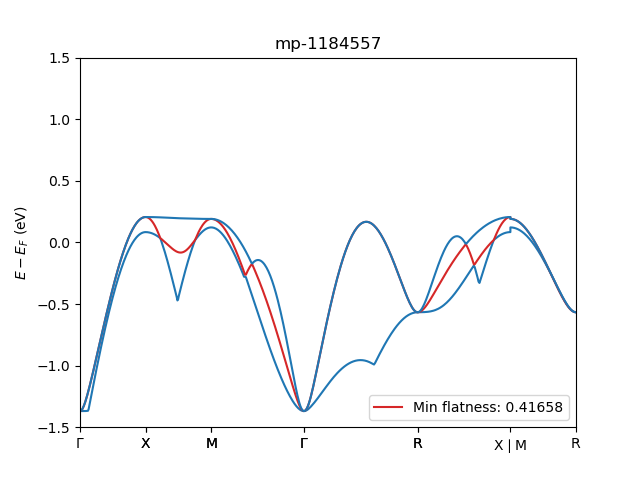 mp-1184557
E − E_F (eV)
1.5
1.0
0.5
0.0
−0.5
−1.0
−1.5
Min flatness: 0.41658
Γ X M Γ R X | M R